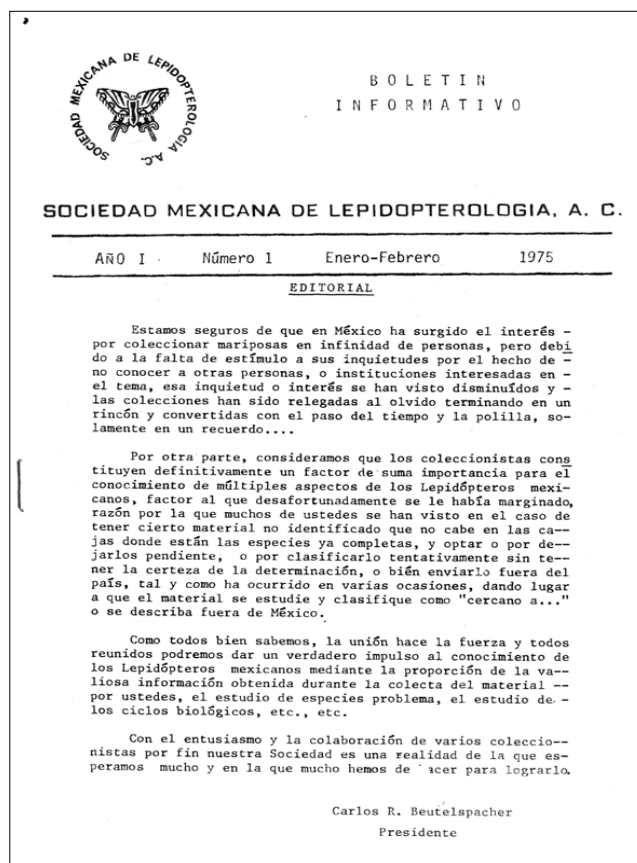 SOCIEDAD MEXICANA DE LEPIDOPTEROLOGIA A.C.
BOLETIN
INFORMATIVO
SOCIEDAD MEXICANA DE LEPIDOPTEROLOGIA, A. C.
AÑO I Número 1 Enero-Febrero 1975
EDITORIAL
Estamos seguros de que en México ha surgido el interés -
por coleccionar mariposas en infinidad de personas, pero debi
do a la falta de estímulo a sus inquietudes por el hecho de -
no conocer a otras personas, o instituciones interesadas en -
el tema, esa inquietud o interés se han visto disminuídos y -
las colecciones han sido relegadas al olvido terminando en un
rincón y convertidas con el paso del tiempo y la polilla, so-
lamente en un recuerdo....
Por otra parte, consideramos que los coleccionistas cons
tituyen definitivamente un factor de suma importancia para el
conocimiento de múltiples aspectos de los Lepidópteros mexi-
canos, factor al que desafortunadamente se le había marginado,
razón por la que muchos de ustedes se han visto en el caso de
tener cierto material no identificado que no cabe en las ca--
jas donde están las especies ya completas, y optar o por de--
jarlos pendiente, o por clasificarlo tentativamente sin te--
ner la certeza de la determinación, o bién enviarlo fuera del
país, tal y como ha ocurrido en varias ocasiones, dando lugar
a que el material se estudie y clasifique como "cercano a..."
o se describa fuera de México.
Como todos bien sabemos, la unión hace la fuerza y todos
reunidos podremos dar un verdadero impulso al conocimiento de
los Lepidópteros mexicanos mediante la proporción de la va--
liosa información obtenida durante la colecta del material --
por ustedes, el estudio de especies problema, el estudio de -
los ciclos biológicos, etc., etc.
Con el entusiasmo y la colaboración de varios coleccio--
nistas por fin nuestra Sociedad es una realidad de la que es-
peramos mucho y en la que mucho hemos de acer para lograrlo.
Carlos R. Beutelspacher
Presidente